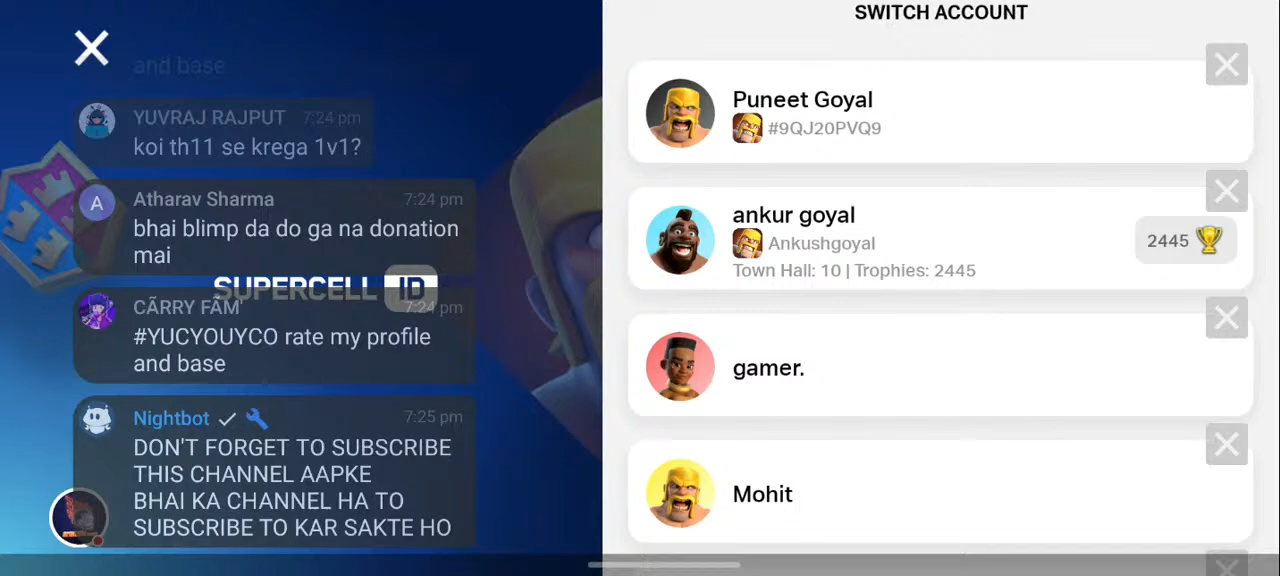 and base
YUVRAJ RAJPUT 7:24 pm
koi th11 se krega 1v1?
Atharav Sharma 7:24 pm
A
bhai blimp da do ga na donation
mai
SUPERCELL ID
CÃRRY FÃM' 7:24 pm
#YUCYOUYCO rate my profile
and base
Nightbot 7:25 pm
DON'T FORGET TO SUBSCRIBE
THIS CHANNEL AAPKE
BHAI KA CHANNEL HA TO
SUBSCRIBE TO KAR SAKTE HO
SWITCH ACCOUNT
Puneet Goyal
#9QJ20PVQ9
ankur goyal
Ankushgoyal
Town Hall: 10 | Trophies: 2445
2445
gamer.
Mohit